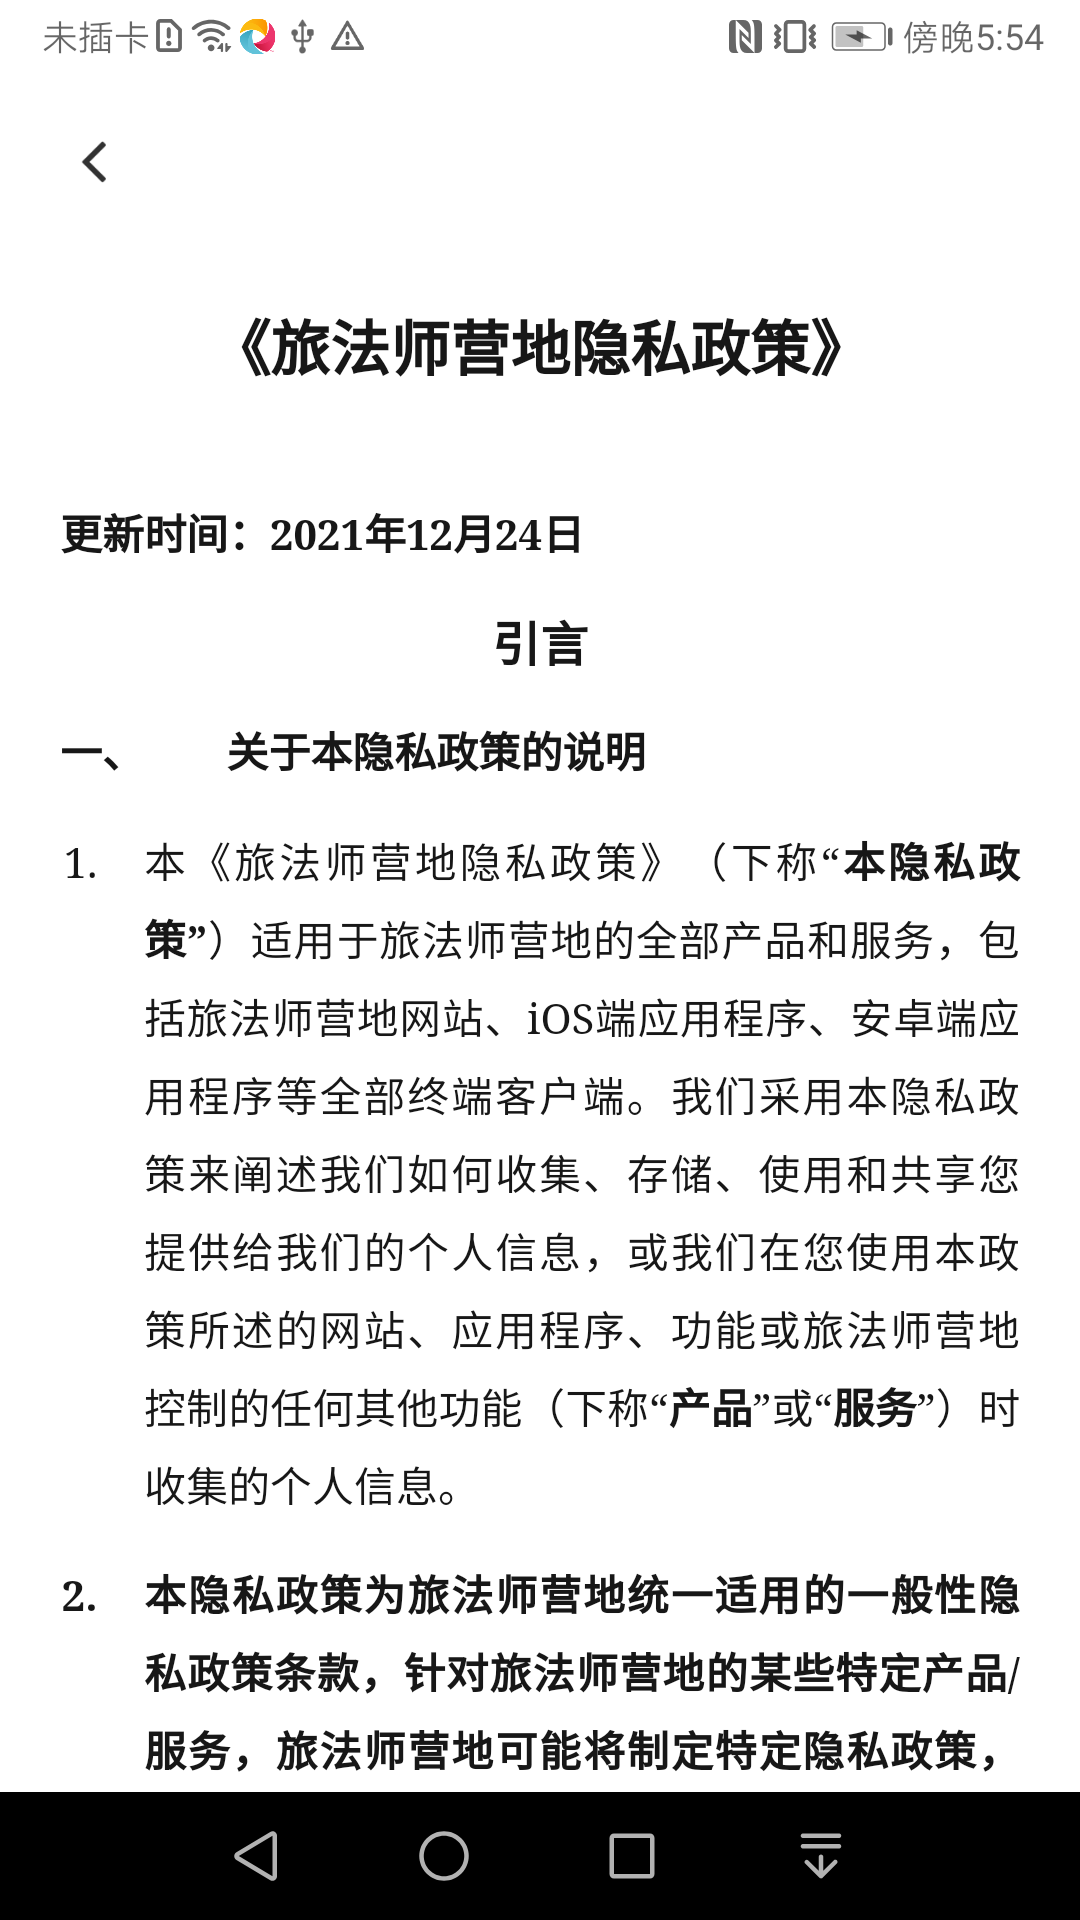 未插卡 傍晚5:54
《旅法师营地隐私政策》
更新时间：2021年12月24日
引言
一、 关于本隐私政策的说明
1. 本《旅法师营地隐私政策》（下称“本隐私政
策”）适用于旅法师营地的全部产品和服务，包
括旅法师营地网站、iOS端应用程序、安卓端应
用程序等全部终端客户端。我们采用本隐私政
策来阐述我们如何收集、存储、使用和共享您
提供给我们的个人信息，或我们在您使用本政
策所述的网站、应用程序、功能或旅法师营地
控制的任何其他功能（下称“产品”或“服务”）时
收集的个人信息。
2. 本隐私政策为旅法师营地统一适用的一般性隐
私政策条款，针对旅法师营地的某些特定产品/
服务，旅法师营地可能将制定特定隐私政策，